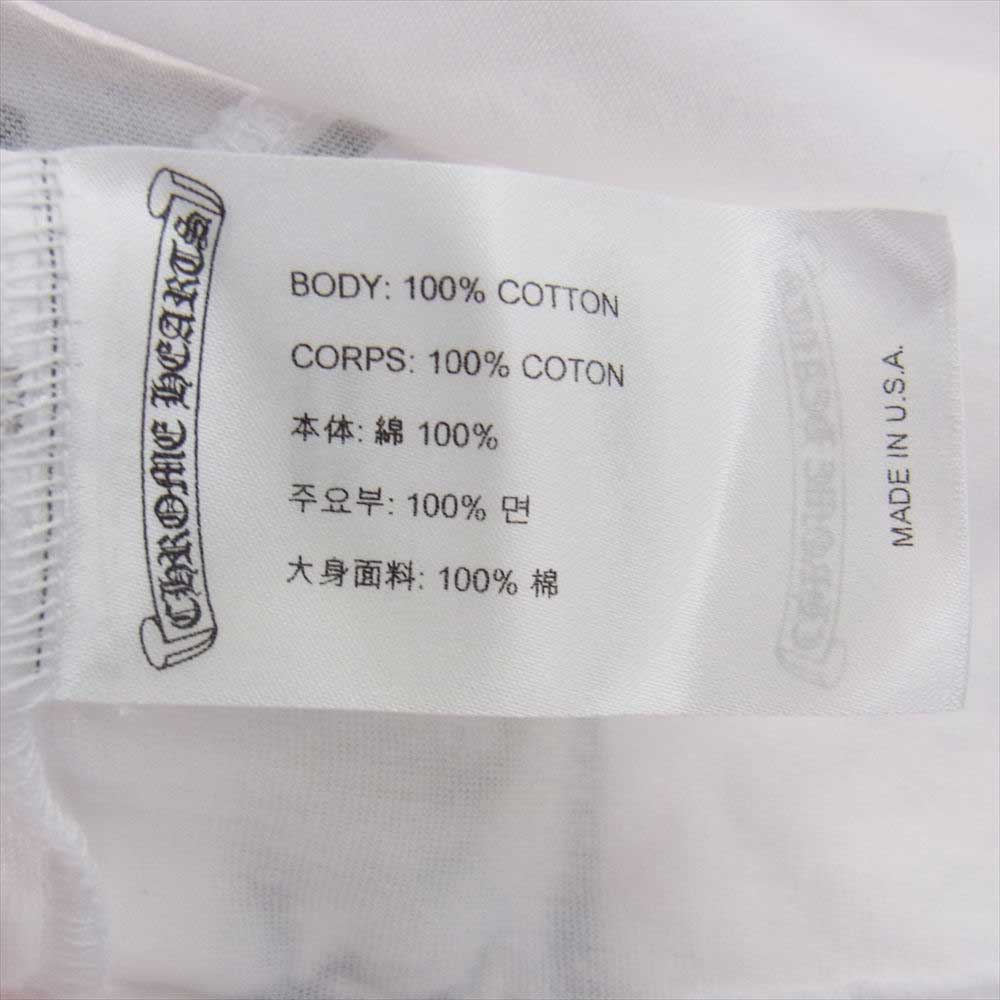 CHROME HEARTS
BODY: 100% COTTON
CORPS: 100% COTON
本体: 綿 100%
주요부: 100% 면
大身面料: 100% 棉
MADE IN U.S.A.